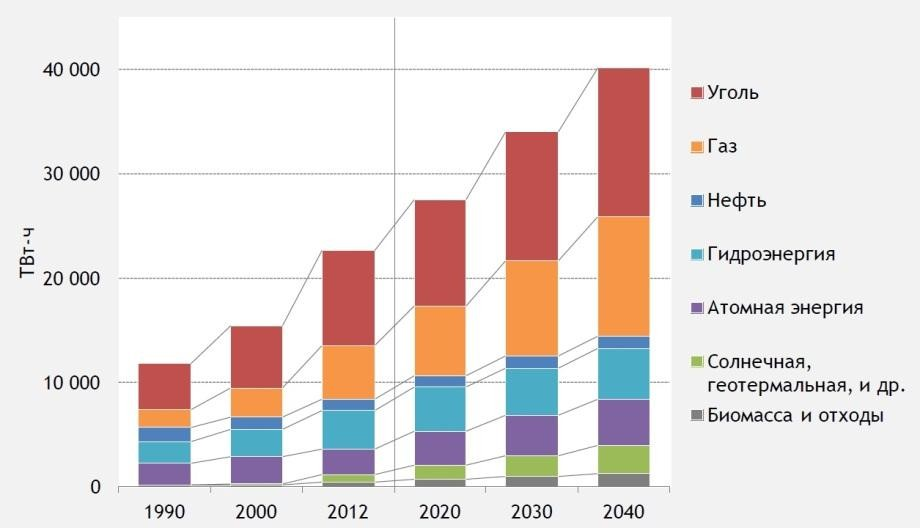 ТВт-ч
40 000
30 000
20 000
10 000
0
1990 2000 2012 2020 2030 2040
Уголь
Газ
Нефть
Гидроэнергия
Атомная энергия
Солнечная,
геотермальная, и др.
Биомасса и отходы